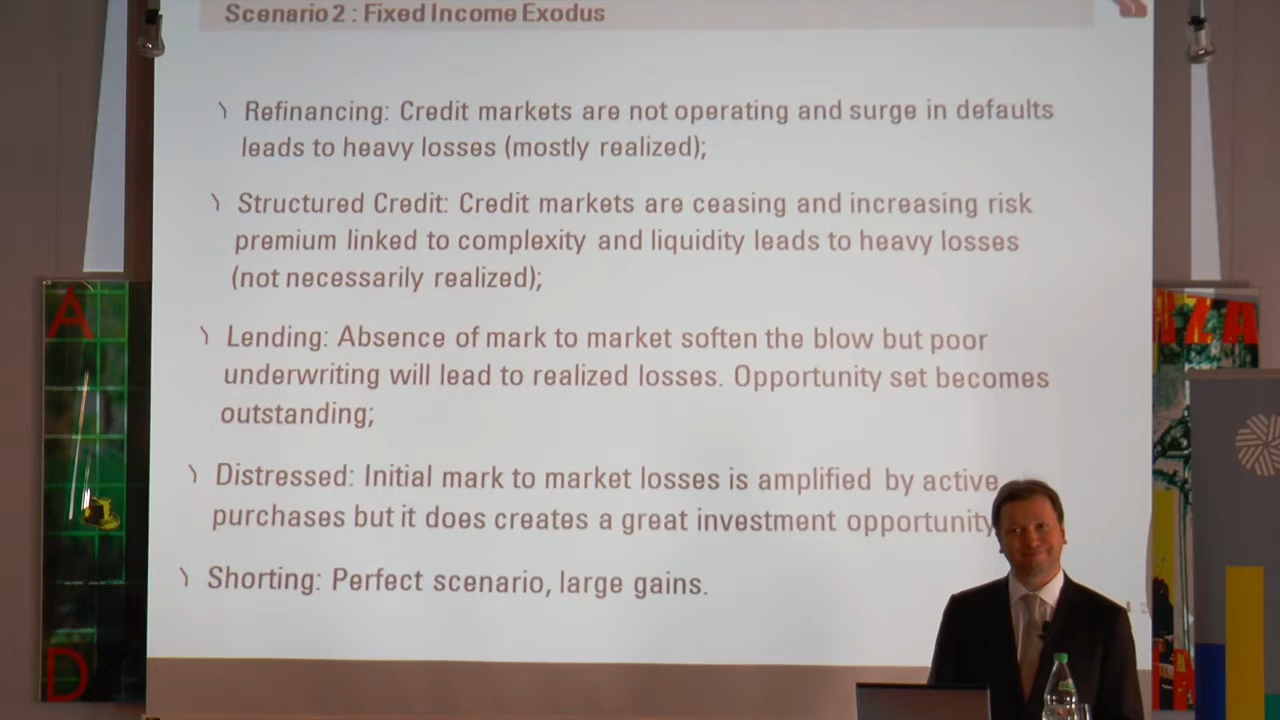 Scenario 2 : Fixed Income Exodus
Refinancing: Credit markets are not operating and surge in defaults
leads to heavy losses (mostly realized);
Structured Credit: Credit markets are ceasing and increasing risk
premium linked to complexity and liquidity leads to heavy losses
(not necessarily realized);
Lending: Absence of mark to market soften the blow but poor
underwriting will lead to realized losses. Opportunity set becomes
outstanding;
Distressed: Initial mark to market losses is amplified by active
purchases but it does creates a great investment opportunity
Shorting: Perfect scenario, large gains.
A
D